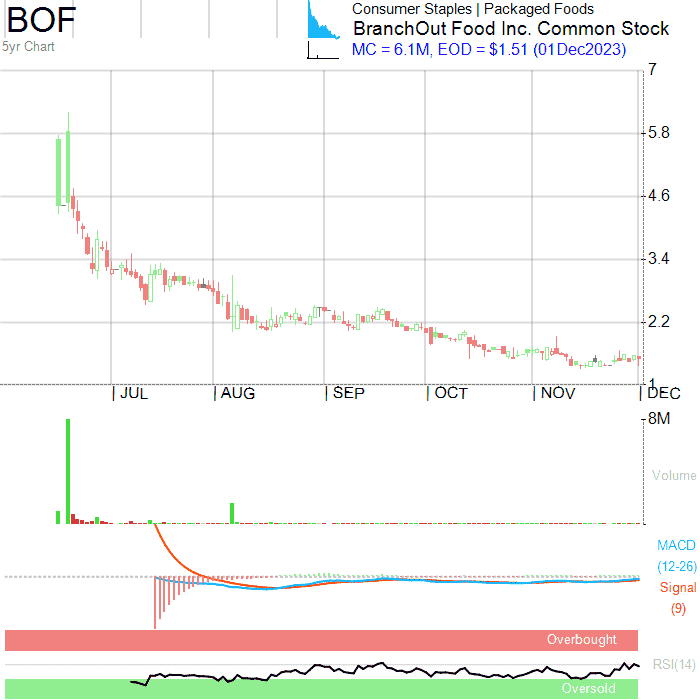 BOF
5yr Chart
Consumer Staples | Packaged Foods
BranchOut Food Inc. Common Stock
MC = 6.1M, EOD = $1.51 (01Dec2023)
7
5.8
4.6
3.4
2.2
1
JUL AUG SEP OCT NOV DEC
8M
Volume
MACD
(12-26)
Signal
(9)
Overbought
RSI(14)
Oversold